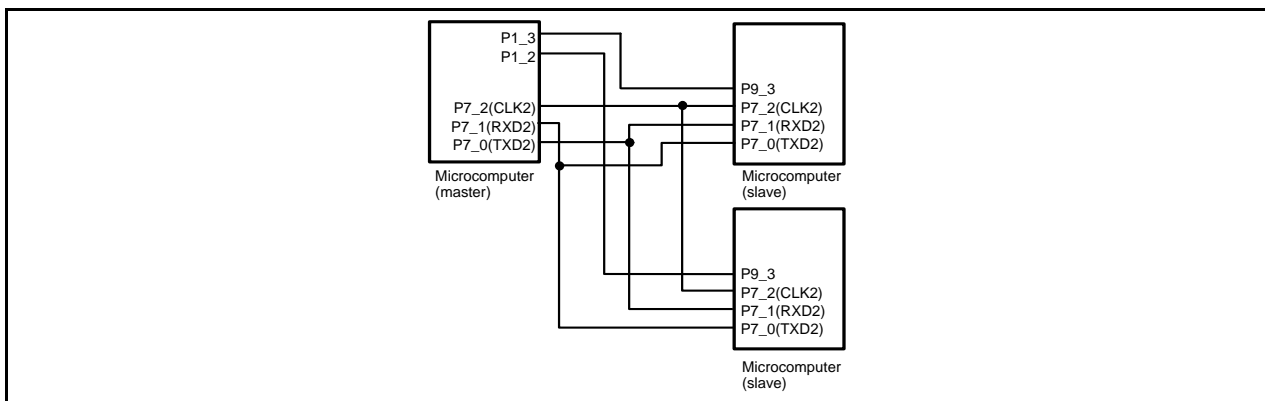 P1_3
P1_2
P7_2(CLK2)
P7_1(RXD2)
P7_0(TXD2)
Microcomputer
(master)
P9_3
P7_2(CLK2)
P7_1(RXD2)
P7_0(TXD2)
Microcomputer
(slave)
P9_3
P7_2(CLK2)
P7_1(RXD2)
P7_0(TXD2)
Microcomputer
(slave)